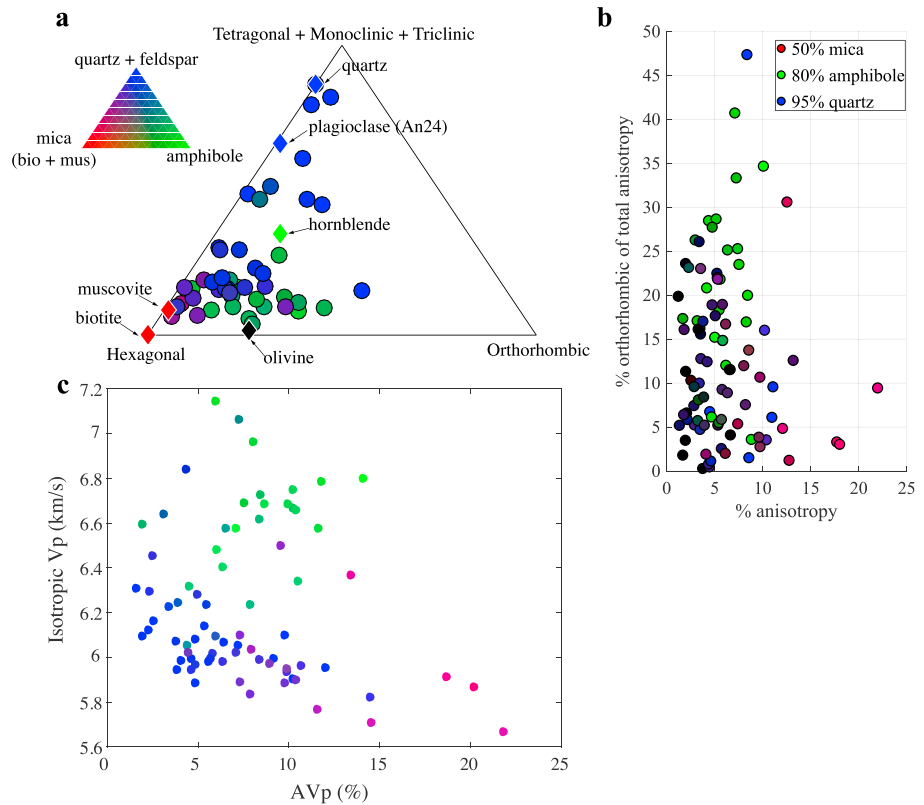 a
Tetragonal + Monoclinic + Triclinic
quartz + feldspar
mica
(bio + mus)
amphibole
quartz
plagioclase (An24)
hornblende
muscovite
biotite
Hexagonal
olivine
Orthorhombic
b
50
45
40
35
30
25
20
15
10
5
0
% orthorhombic of total anisotropy
50% mica
80% amphibole
95% quartz
0
5
10
15
20
25
% anisotropy
c
7.2
7
6.8
6.6
6.4
6.2
6
5.8
5.6
Isotropic Vp (km/s)
0
5
10
15
20
25
AVp (%)